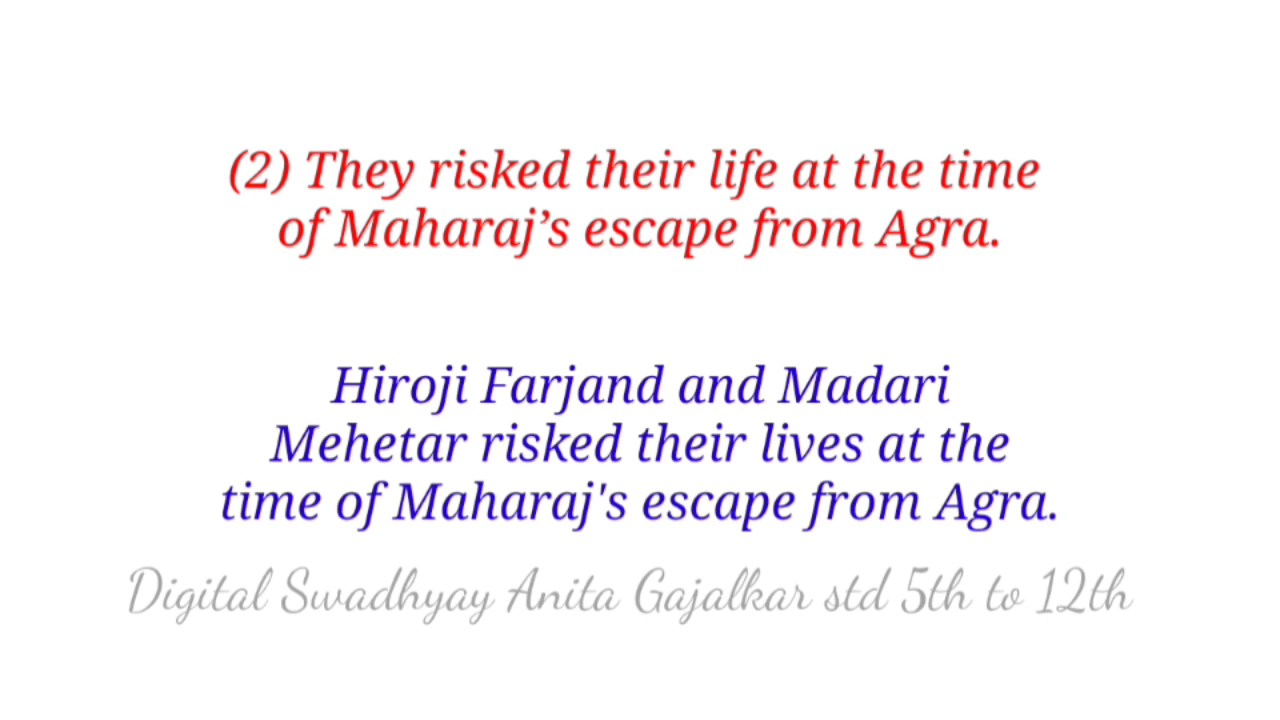 (2) They risked their life at the time
of Maharaj’s escape from Agra.
Hiroji Farjand and Madari
Mehetar risked their lives at the
time of Maharaj's escape from Agra.
Digital Swadhyay Anita Gajalkar std 5th to 12th